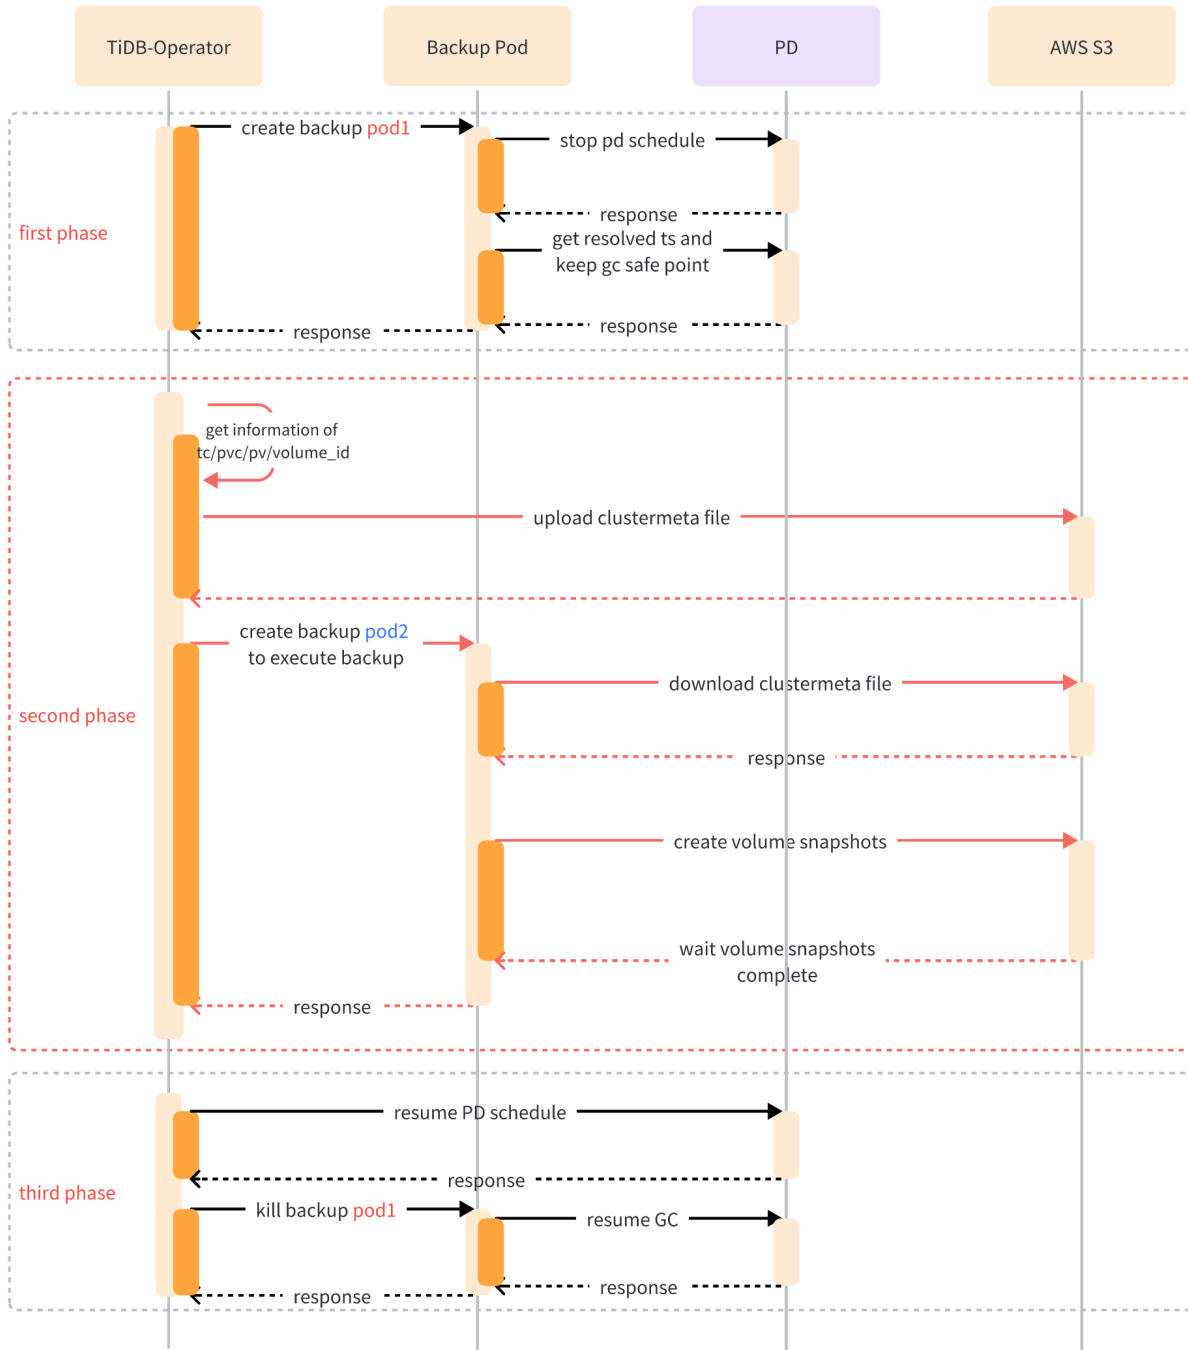 TiDB-Operator
Backup Pod
PD
AWS S3
create backup pod1
stop pd schedule
response
first phase
get resolved ts and
keep gc safe point
response
response
get information of
tc/pvc/pv/volume_id
upload clustermeta file
create backup pod2
to execute backup
download clustermeta file
second phase
response
create volume snapshots
wait volume snapshots
complete
response
resume PD schedule
response
third phase
kill backup pod1
resume GC
response
response